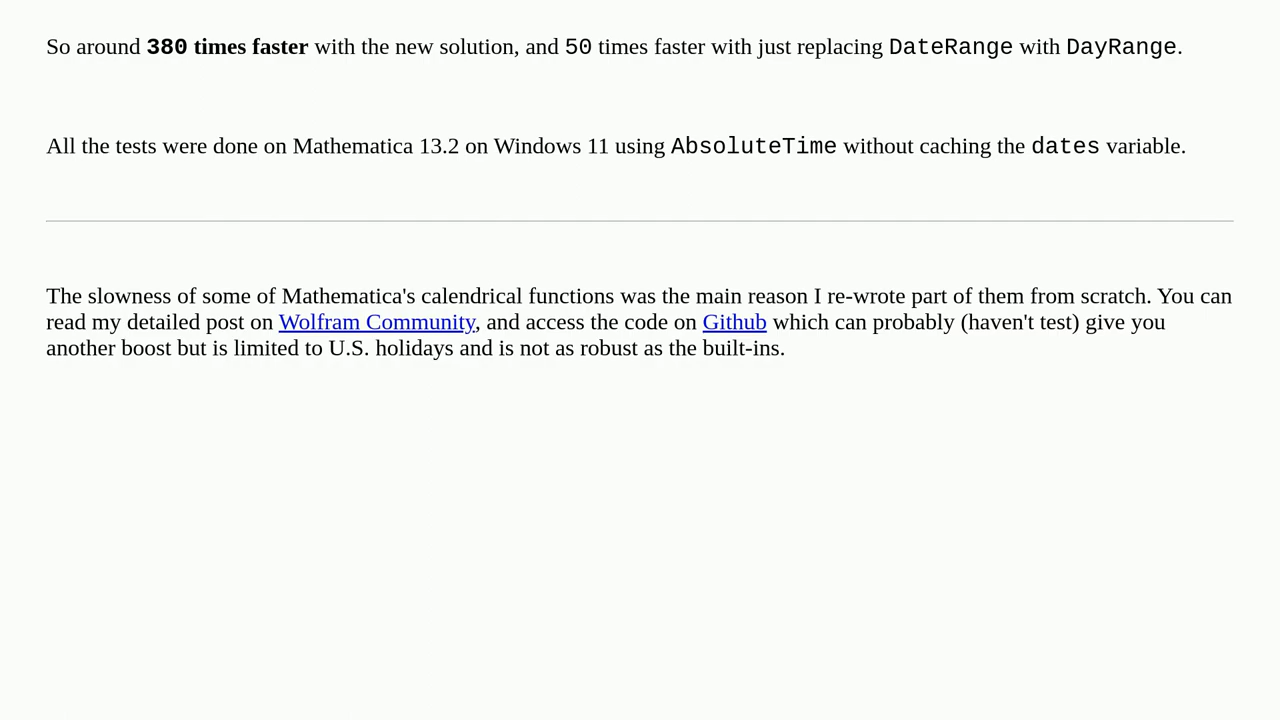 So around 380 times faster with the new solution, and 50 times faster with just replacing DateRange with DayRange.
All the tests were done on Mathematica 13.2 on Windows 11 using AbsoluteTime without caching the dates variable.
The slowness of some of Mathematica's calendrical functions was the main reason I re-wrote part of them from scratch. You can
read my detailed post on Wolfram Community, and access the code on Github which can probably (haven't test) give you
another boost but is limited to U.S. holidays and is not as robust as the built-ins.